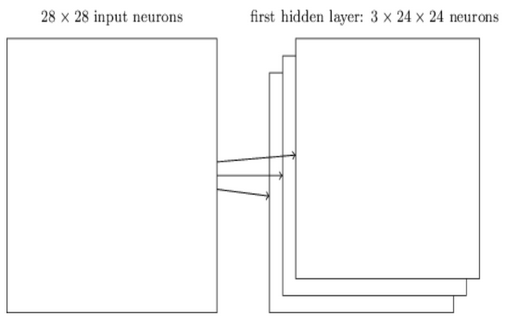 28 × 28 input neurons
first hidden layer: 3 × 24 × 24 neurons